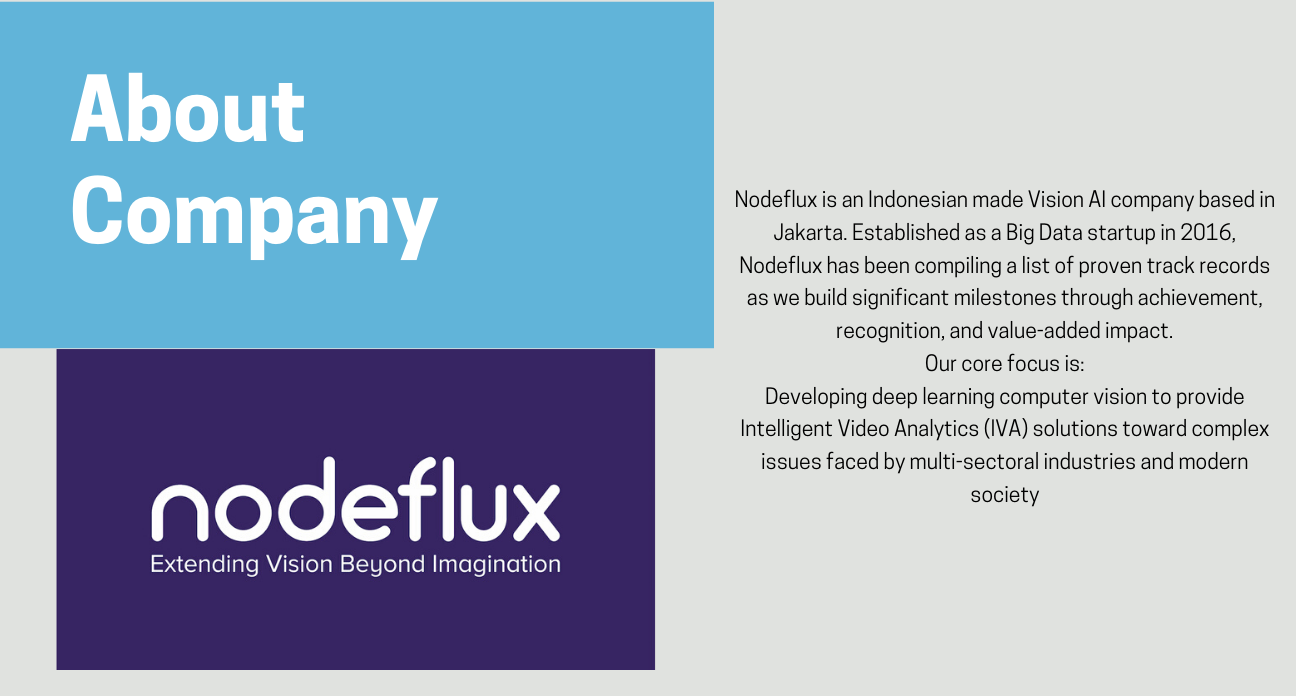 About
Company
nodeflux
Extending Vision Beyond Imagination
Nodeflux is an Indonesian made Vision AI company based in
Jakarta. Established as a Big Data startup in 2016,
Nodeflux has been compiling a list of proven track records
as we build significant milestones through achievement,
recognition, and value-added impact.
Our core focus is:
Developing deep learning computer vision to provide
Intelligent Video Analytics (IVA) solutions toward complex
issues faced by multi-sectoral industries and modern
society